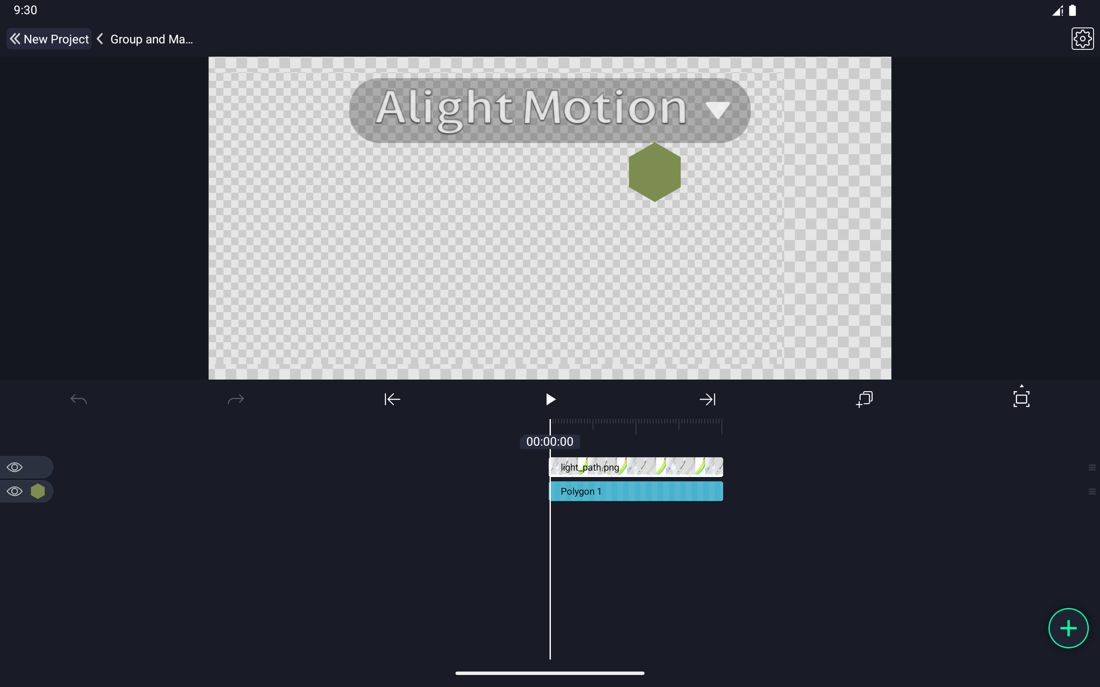 9:30
New Project
Group and Ma...
Alight Motion
00:00:00
light_path.png
Polygon 1